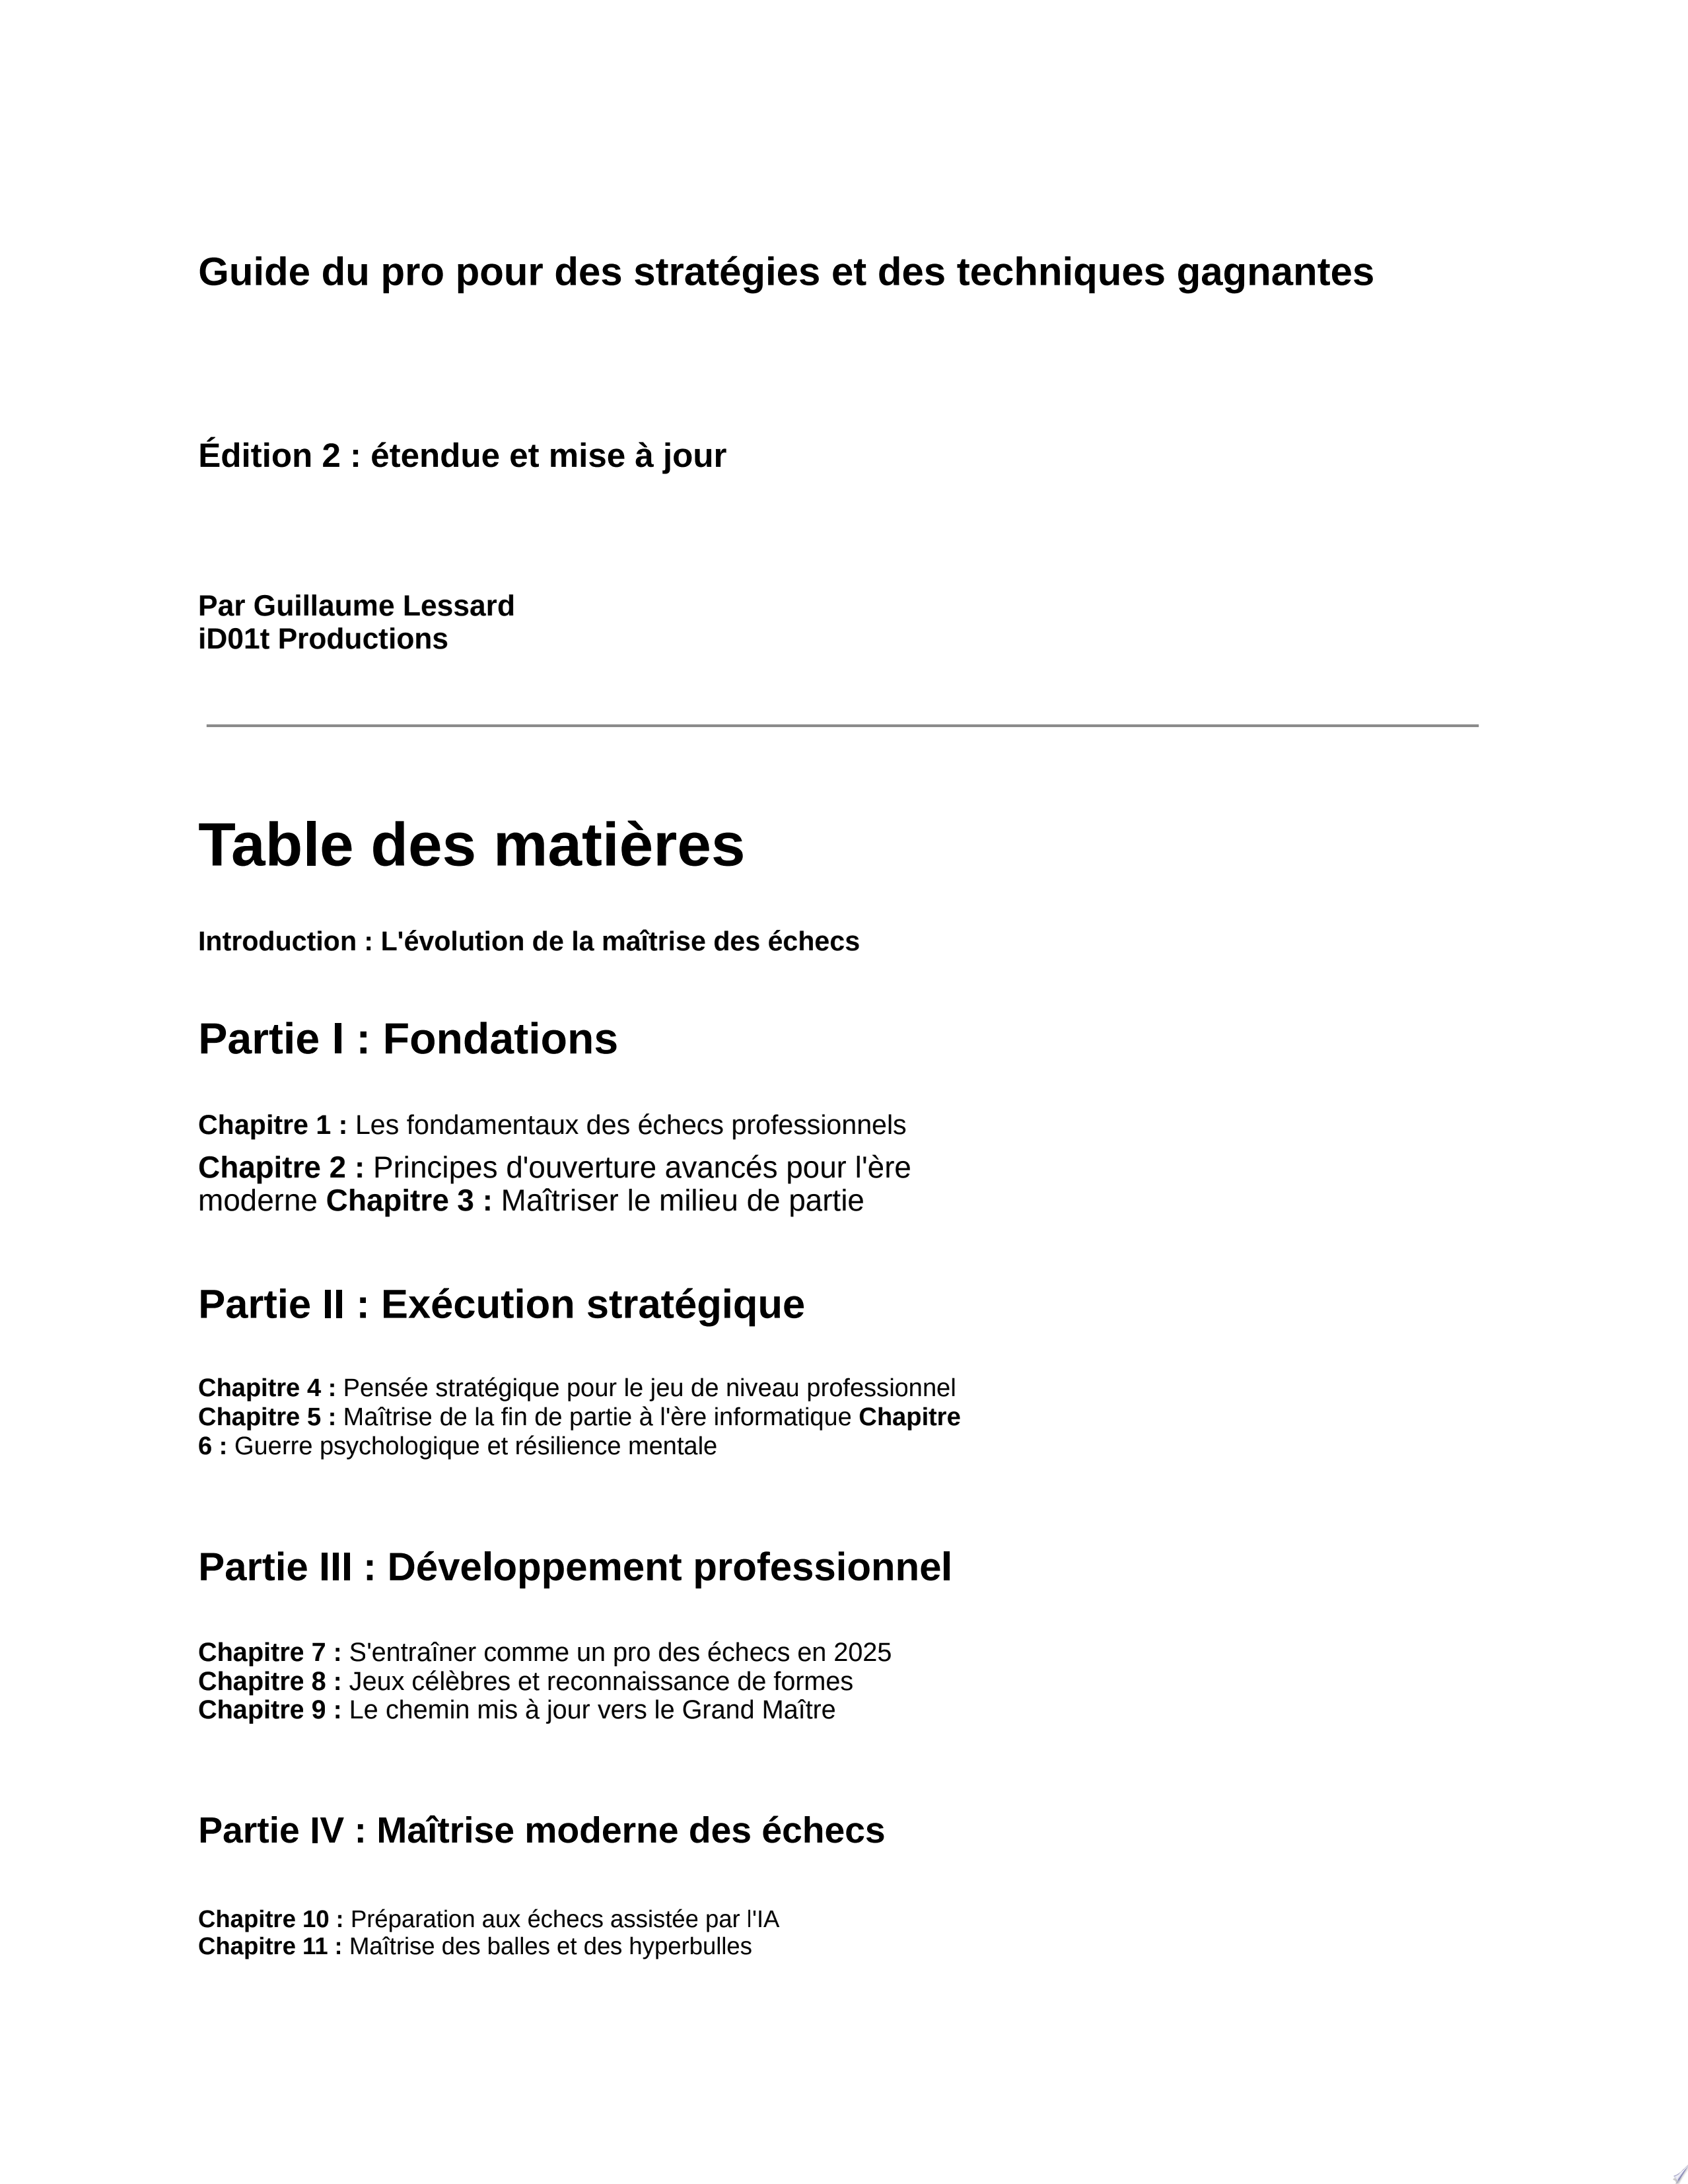 Guide du pro pour des stratégies et des techniques gagnantes
Édition 2 : étendue et mise à jour
Par Guillaume Lessard
iD01t Productions
Table des matières
Introduction : L'évolution de la maîtrise des échecs
Partie I : Fondations
Chapitre 1 : Les fondamentaux des échecs professionnels
Chapitre 2 : Principes d'ouverture avancés pour l'ère
moderne Chapitre 3 : Maîtriser le milieu de partie
Partie II : Exécution stratégique
Chapitre 4 : Pensée stratégique pour le jeu de niveau professionnel
Chapitre 5 : Maîtrise de la fin de partie à l'ère informatique Chapitre
6 : Guerre psychologique et résilience mentale
Partie III : Développement professionnel
Chapitre 7 : S'entraîner comme un pro des échecs en 2025
Chapitre 8 : Jeux célèbres et reconnaissance de formes
Chapitre 9 : Le chemin mis à jour vers le Grand Maître
Partie IV : Maîtrise moderne des échecs
Chapitre 10 : Préparation aux échecs assistée par l'IA
Chapitre 11 : Maîtrise des balles et des hyperbulles